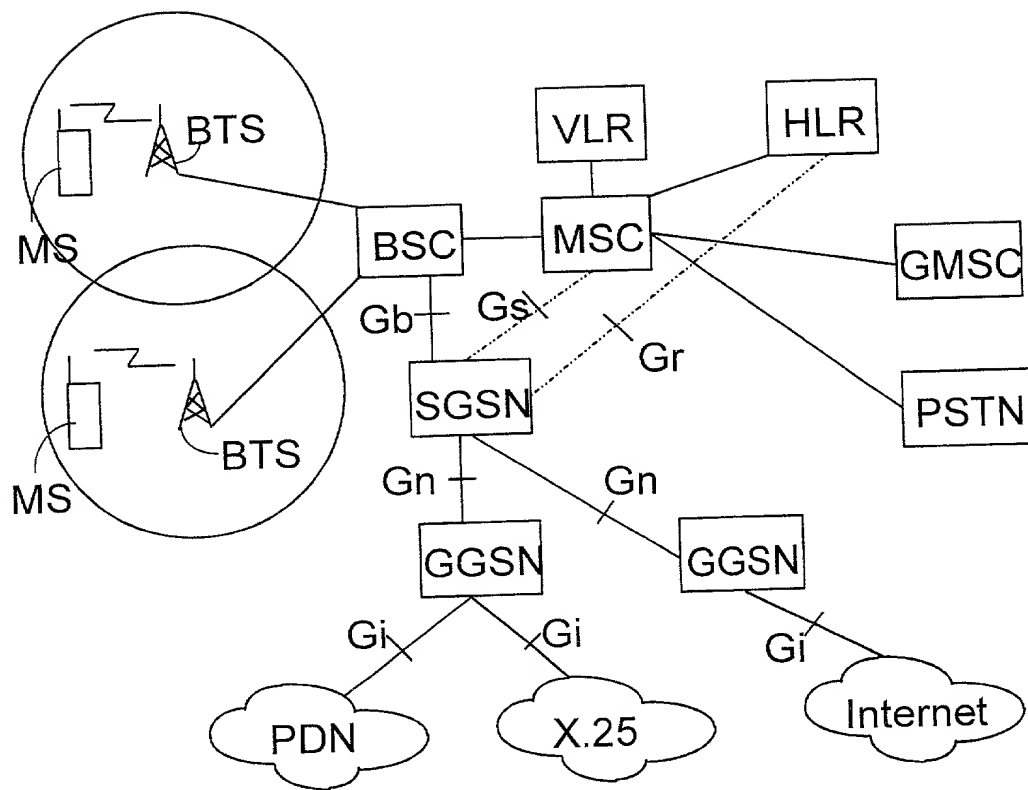 BTS
VLR
HLR
MS
BSC
MSC
GMSC
Gb
Gs
Gr
SGSN
PSTN
BTS
MS
Gn
Gn
GGSN
GGSN
Gi
Gi
Gi
PDN
X.25
Internet